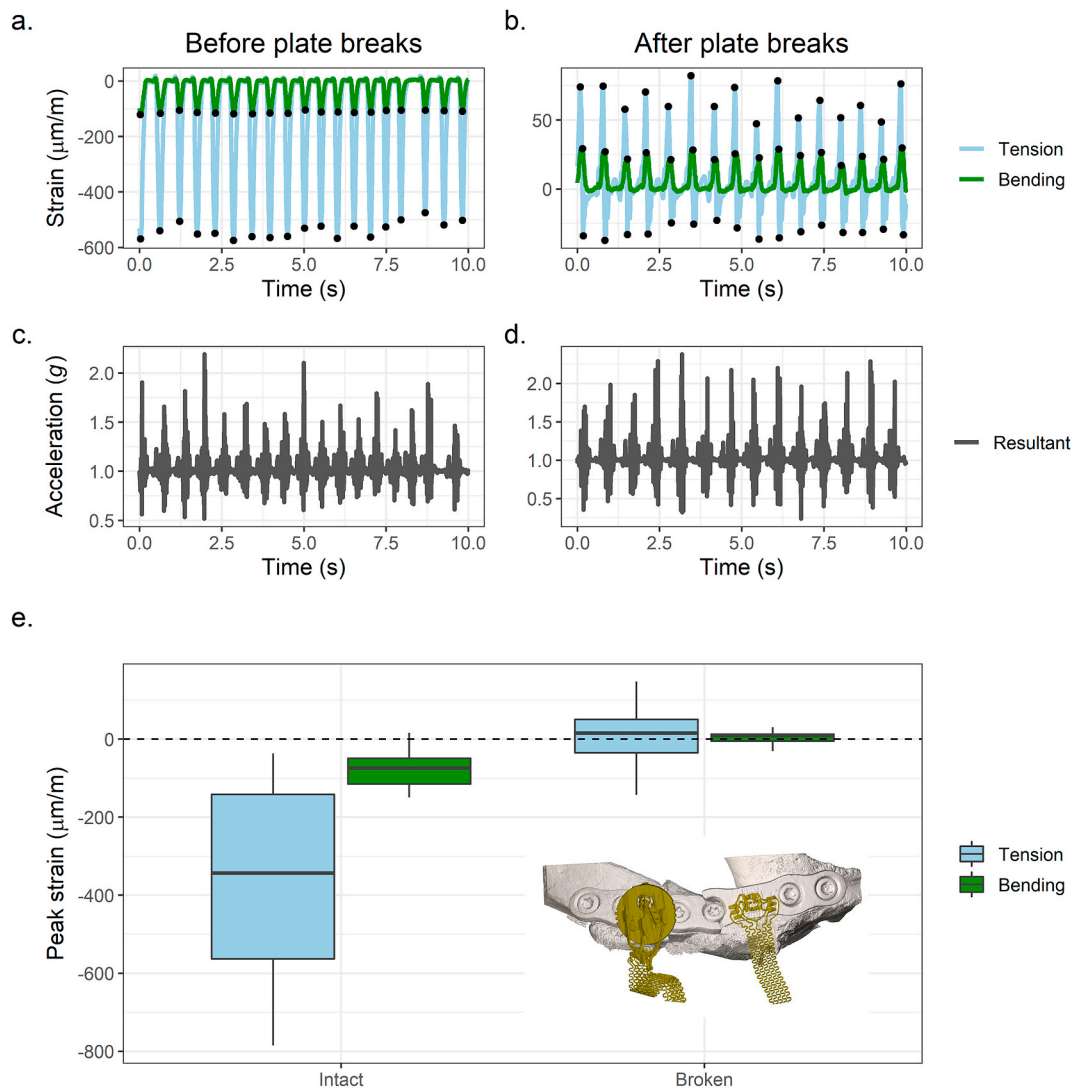 a.
Before plate breaks
After plate breaks
Strain (μm/m)
0
-200
-400
-600
0.0 2.5 5.0 7.5 10.0
Time (s)
b.
50
0
0.0 2.5 5.0 7.5 10.0
Time (s)
Tension
Bending
c.
Acceleration (g)
2.0
1.5
1.0
0.5
0.0 2.5 5.0 7.5 10.0
Time (s)
d.
2.0
1.5
1.0
0.5
0.0 2.5 5.0 7.5 10.0
Time (s)
Resultant
e.
Peak strain (μm/m)
0
-200
-400
-600
-800
Intact Broken
Tension
Bending